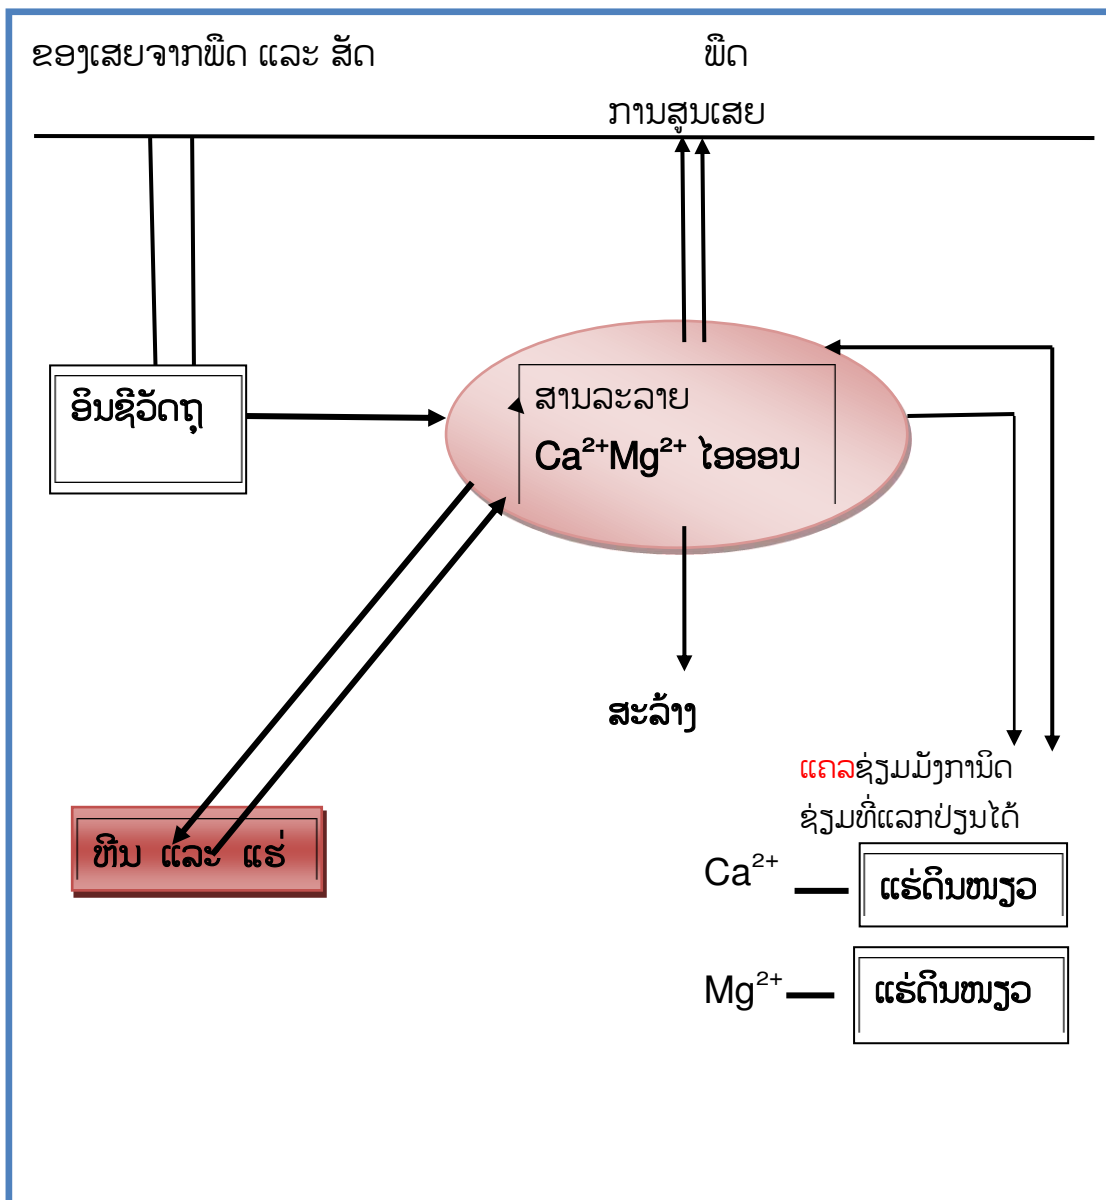 ຂອງເສຍຈາກພືດ ແລະ ສັດ ພືດ
ການສູນເສຍ
ອິນຊີວັດຖຸ
ສານລະລາຍ
Ca²⁺Mg²⁺ ໄອອອນ
ສະລ້າງ
ແຄລຊ່ຽມມັງການິດ
ຊ່ຽມທີ່ແລກປ່ຽນໄດ້
ຫີນ ແລະ ແຮ່
Ca²⁺ ແຮ່ດິນໜຽວ
Mg²⁺ ແຮ່ດິນໜຽວ